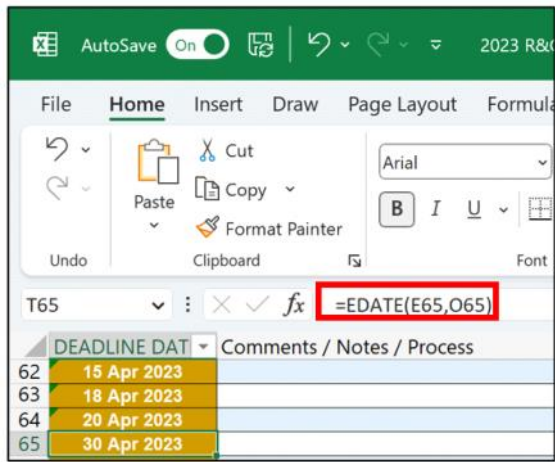 AutoSave On 2023 R&
File Home Insert Draw Page Layout Formula
Cut
Copy
Paste
Format Painter
Arial
B I U
Undo Clipboard Font
T65 fx =EDATE(E65,O65)
DEADLINE DAT Comments / Notes / Process
62 15 Apr 2023
63 18 Apr 2023
64 20 Apr 2023
65 30 Apr 2023